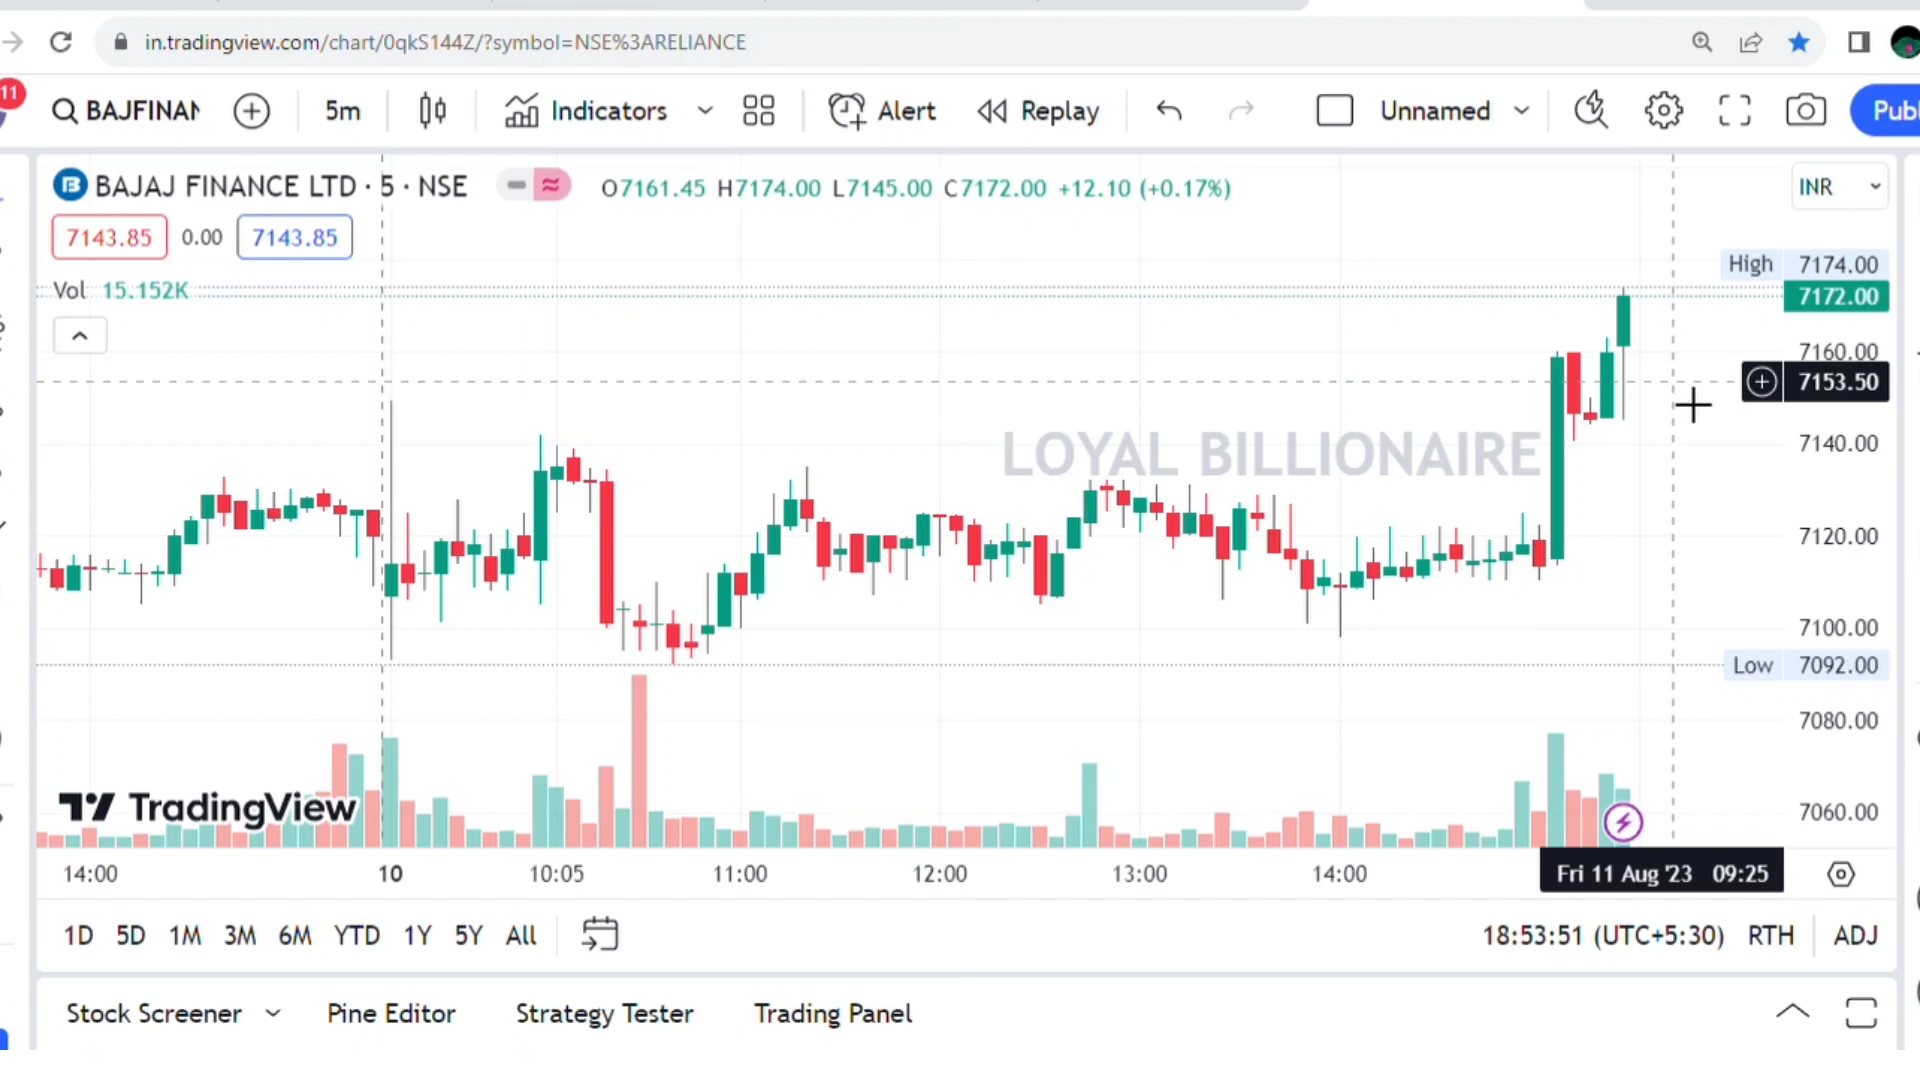 in.tradingview.com/chart/0qkS144Z/?symbol=NSE%3ARELIANCE
11
BAJFINAN
5m
Indicators
Alert
Replay
Unnamed
Publ
BAJAJ FINANCE LTD · 5 · NSE
O7161.45 H7174.00 L7145.00 C7172.00 +12.10 (+0.17%)
INR
7143.85 0.00 7143.85
Vol 15.152K
High 7174.00
7172.00
7160.00
7153.50
LOYAL BILLIONAIRE
7140.00
7120.00
7100.00
Low 7092.00
7080.00
7060.00
TradingView
14:00 10 10:05 11:00 12:00 13:00 14:00 Fri 11 Aug '23 09:25
1D 5D 1M 3M 6M YTD 1Y 5Y All
18:53:51 (UTC+5:30) RTH ADJ
Stock Screener Pine Editor Strategy Tester Trading Panel